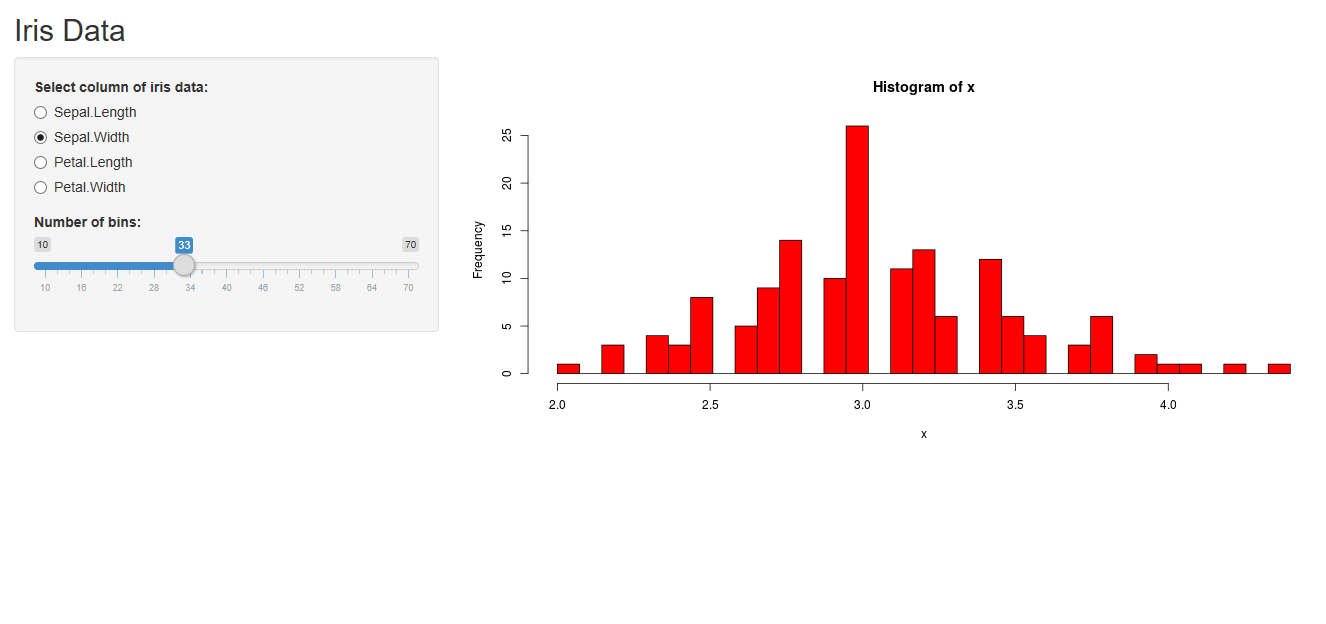 Iris Data
Select column of iris data:
Sepal.Length
Sepal.Width
Petal.Length
Petal.Width
Number of bins:
10 33 70
10 16 22 28 34 40 46 52 58 64 70
Histogram of x
Frequency
25
20
15
10
5
0
2.0 2.5 3.0 3.5 4.0
x